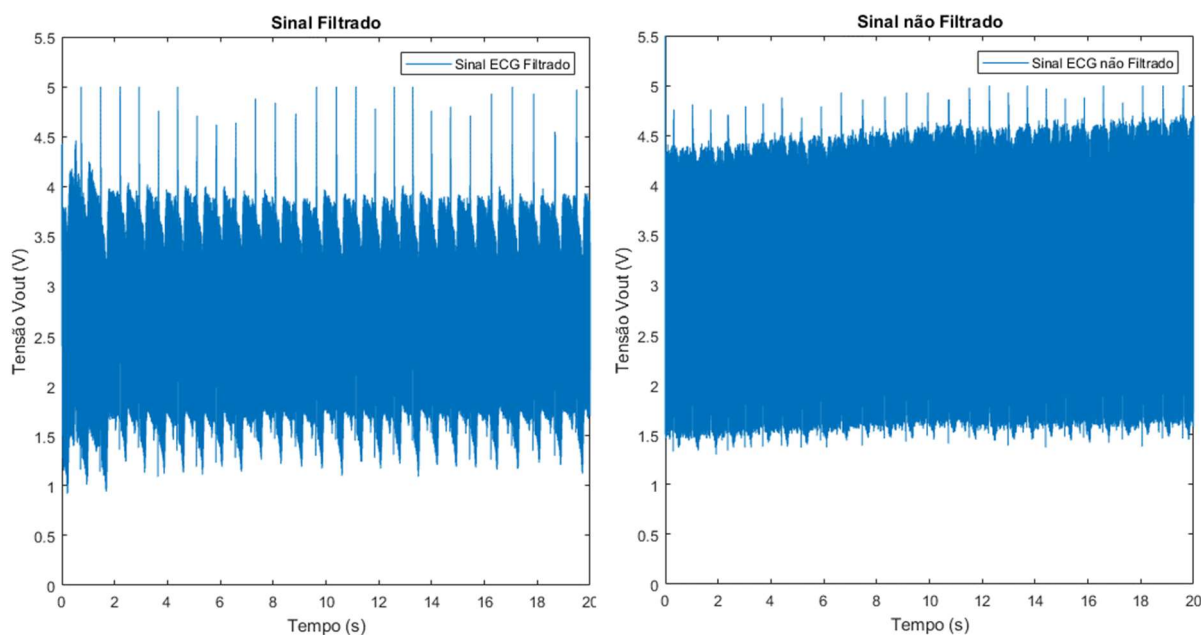 Sinal Filtrado
5.5
5
4.5
4
3.5
3
2.5
2
1.5
1
0.5
0
Tensão Vout (V)
Sinal ECG Filtrado
0 2 4 6 8 10 12 14 16 18 20
Tempo (s)
Sinal não Filtrado
5.5
5
4.5
4
3.5
3
2.5
2
1.5
1
0.5
0
Tensão Vout (V)
Sinal ECG não Filtrado
0 2 4 6 8 10 12 14 16 18 20
Tempo (s)